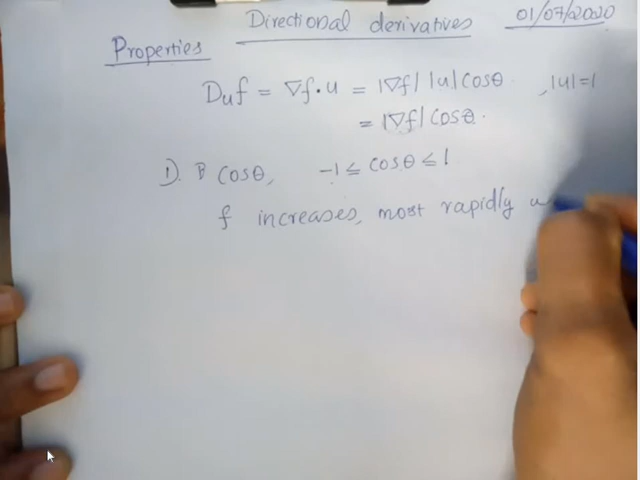 Directional derivatives 01/07/2020
Properties
Duf = ∇f·u = |∇f| |u| cosθ , |u|=1
= |∇f| cosθ.
1). cosθ, -1 ≤ cosθ ≤ 1
f increases, most rapidly